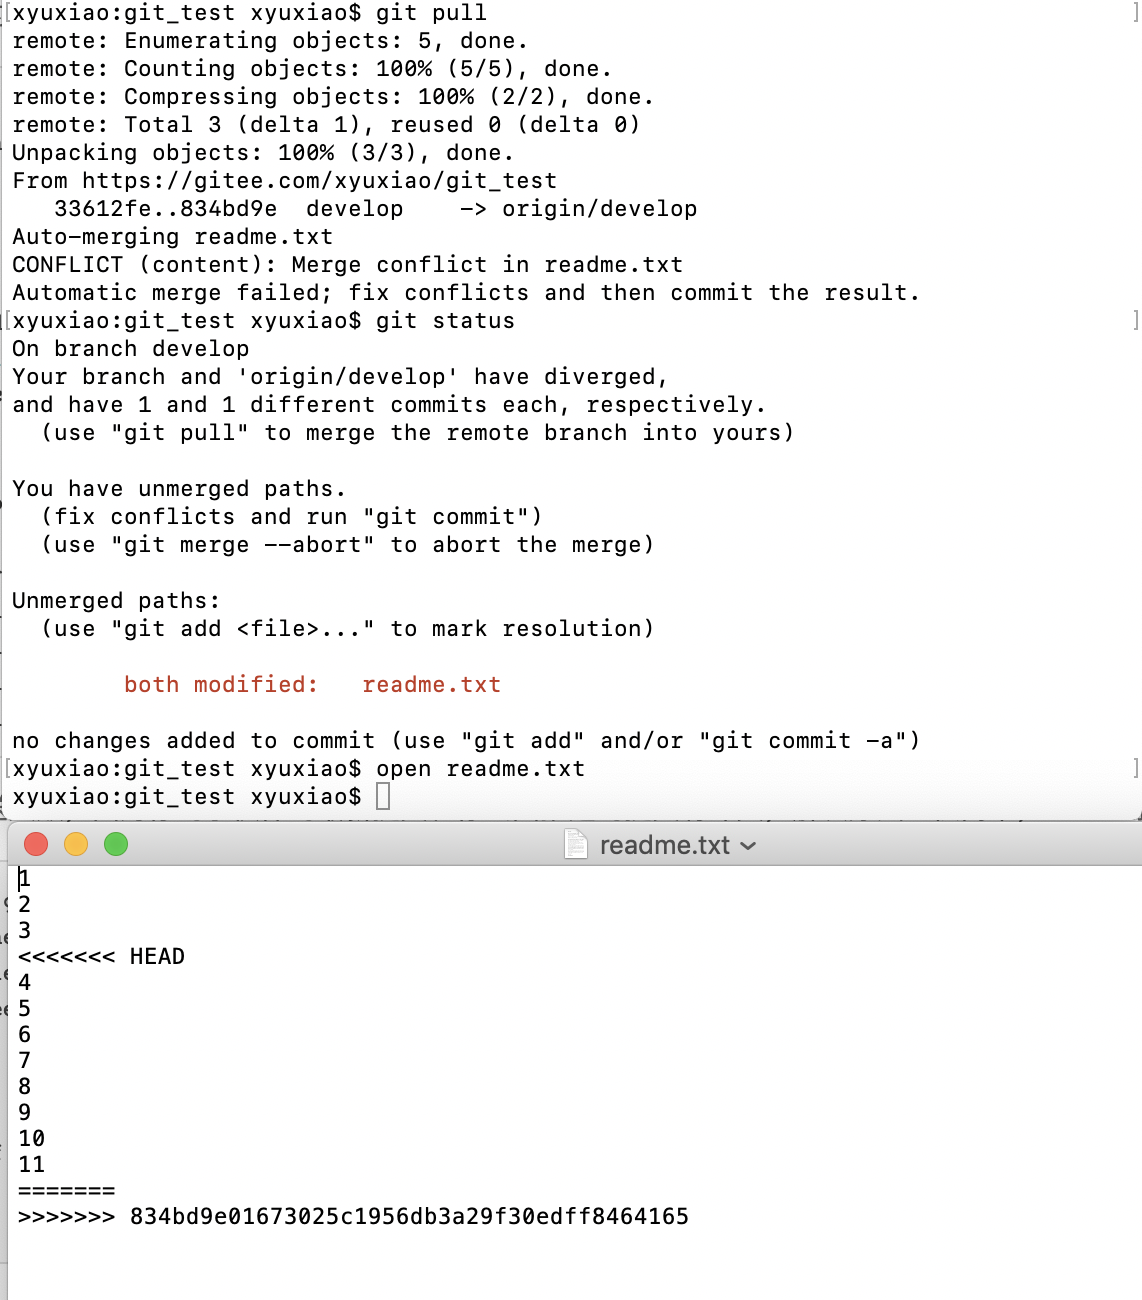 [xyuxiao:git_test xyuxiao$ git pull ]
remote: Enumerating objects: 5, done.
remote: Counting objects: 100% (5/5), done.
remote: Compressing objects: 100% (2/2), done.
remote: Total 3 (delta 1), reused 0 (delta 0)
Unpacking objects: 100% (3/3), done.
From https://gitee.com/xyuxiao/git_test
   33612fe..834bd9e  develop    -> origin/develop
Auto-merging readme.txt
CONFLICT (content): Merge conflict in readme.txt
Automatic merge failed; fix conflicts and then commit the result.
[xyuxiao:git_test xyuxiao$ git status ]
On branch develop
Your branch and 'origin/develop' have diverged,
and have 1 and 1 different commits each, respectively.
  (use "git pull" to merge the remote branch into yours)
You have unmerged paths.
  (fix conflicts and run "git commit")
  (use "git merge --abort" to abort the merge)
Unmerged paths:
  (use "git add <file>..." to mark resolution)
        both modified:   readme.txt
no changes added to commit (use "git add" and/or "git commit -a")
[xyuxiao:git_test xyuxiao$ open readme.txt ]
xyuxiao:git_test xyuxiao$
readme.txt
1
2
3
<<<<<<< HEAD
4
5
6
7
8
9
10
11
=======
>>>>>>> 834bd9e01673025c1956db3a29f30edff8464165